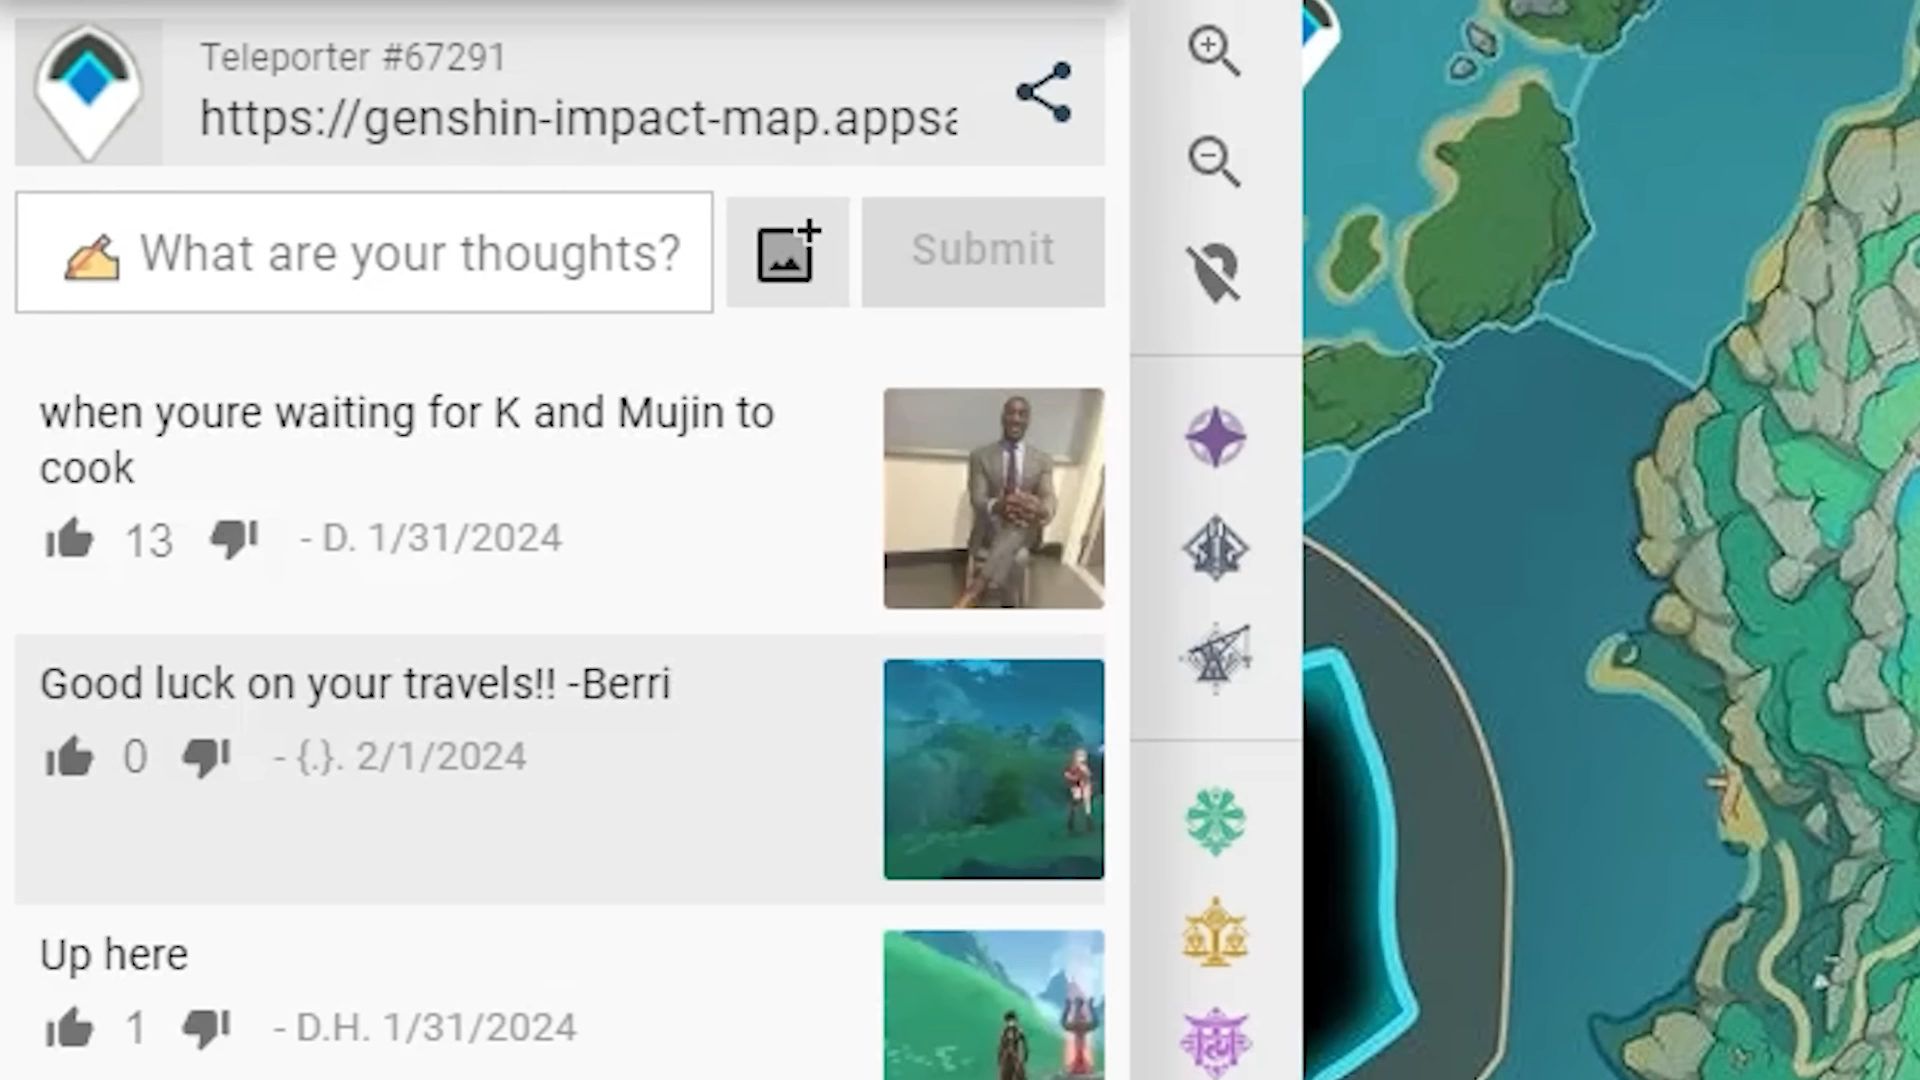 Teleporter #67291
https://genshin-impact-map.apps
What are your thoughts?
Submit
when youre waiting for K and Mujin to
cook
13 - D. 1/31/2024
Good luck on your travels!! -Berri
0 - {.}. 2/1/2024
Up here
1 - D.H. 1/31/2024